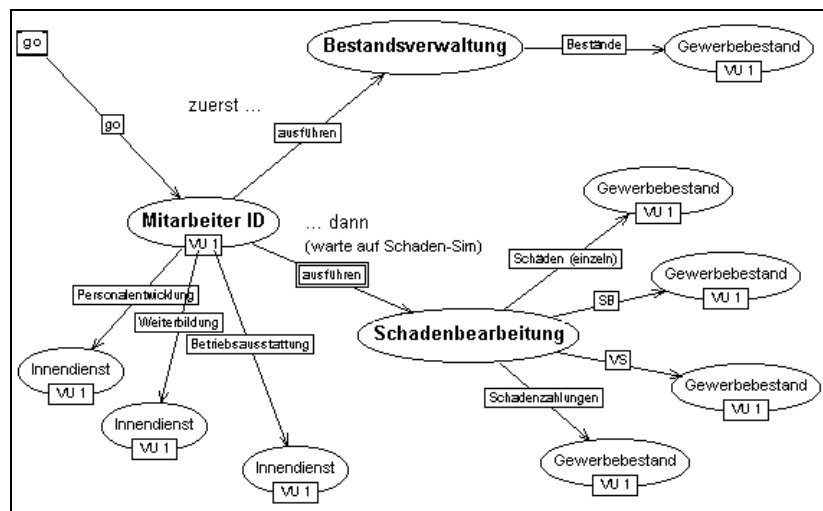 go
Bestandsverwaltung
Bestände
Gewerbebestand
VU 1
zuerst ...
go
ausführen
Mitarbeiter ID
VU 1
... dann
(warte auf Schaden-Sim)
ausführen
Gewerbebestand
VU 1
Schäden (einzeln)
Gewerbebestand
VU 1
SB
Personalentwicklung
Weiterbildung
Betriebsausstattung
Schadenbearbeitung
VS
Gewerbebestand
VU 1
Innendienst
VU 1
Schadenzahlungen
Innendienst
VU 1
Innendienst
VU 1
Gewerbebestand
VU 1